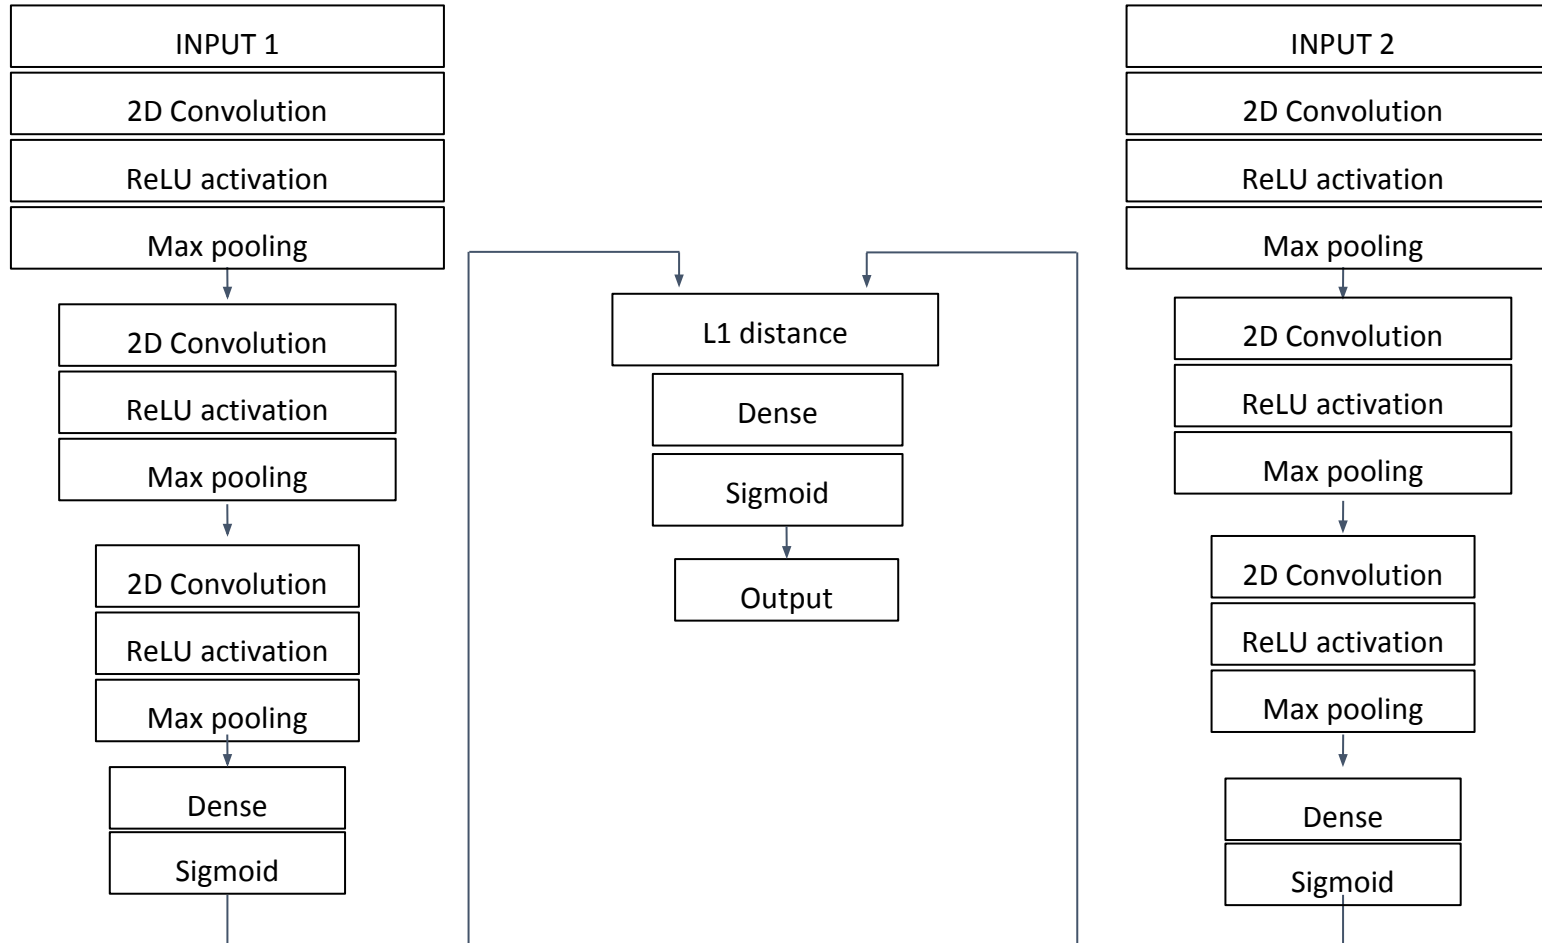 INPUT 1
2D Convolution
ReLU activation
Max pooling
2D Convolution
ReLU activation
Max pooling
2D Convolution
ReLU activation
Max pooling
Dense
Sigmoid
L1 distance
Dense
Sigmoid
Output
INPUT 2
2D Convolution
ReLU activation
Max pooling
2D Convolution
ReLU activation
Max pooling
2D Convolution
ReLU activation
Max pooling
Dense
Sigmoid